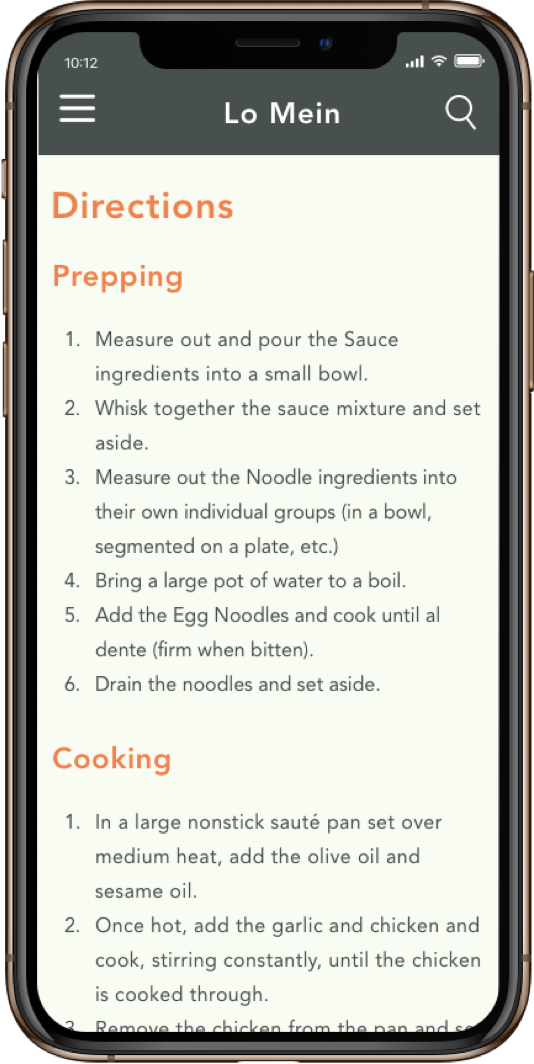 10:12
Lo Mein
Directions
Prepping
1. Measure out and pour the Sauce
ingredients into a small bowl.
2. Whisk together the sauce mixture and set
aside.
3. Measure out the Noodle ingredients into
their own individual groups (in a bowl,
segmented on a plate, etc.)
4. Bring a large pot of water to a boil.
5. Add the Egg Noodles and cook until al
dente (firm when bitten).
6. Drain the noodles and set aside.
Cooking
1. In a large nonstick sauté pan set over
medium heat, add the olive oil and
sesame oil.
2. Once hot, add the garlic and chicken and
cook, stirring constantly, until the chicken
is cooked through.
3. Remove the chicken from the pan and